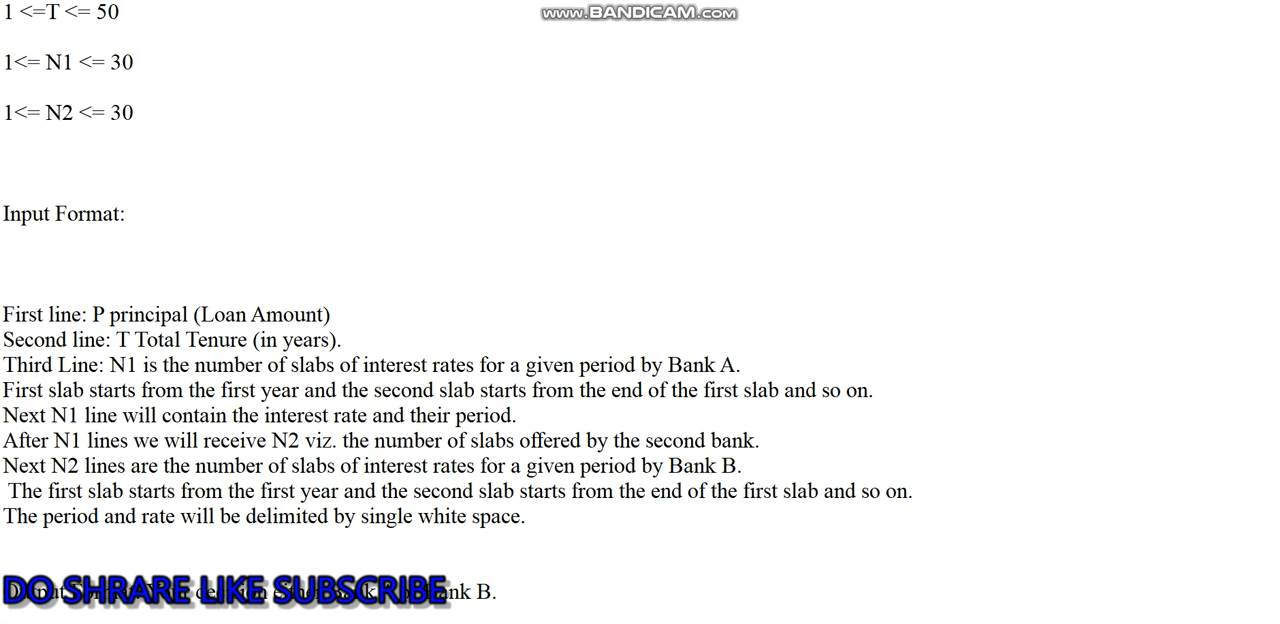 www.BANDICAM.com
1 <=T <= 50
1<= N1 <= 30
1<= N2 <= 30
Input Format:
First line: P principal (Loan Amount)
Second line: T Total Tenure (in years).
Third Line: N1 is the number of slabs of interest rates for a given period by Bank A.
First slab starts from the first year and the second slab starts from the end of the first slab and so on.
Next N1 line will contain the interest rate and their period.
After N1 lines we will receive N2 viz. the number of slabs offered by the second bank.
Next N2 lines are the number of slabs of interest rates for a given period by Bank B.
The first slab starts from the first year and the second slab starts from the end of the first slab and so on.
The period and rate will be delimited by single white space.
DO SHRARE LIKE SUBSCRIBE
B.